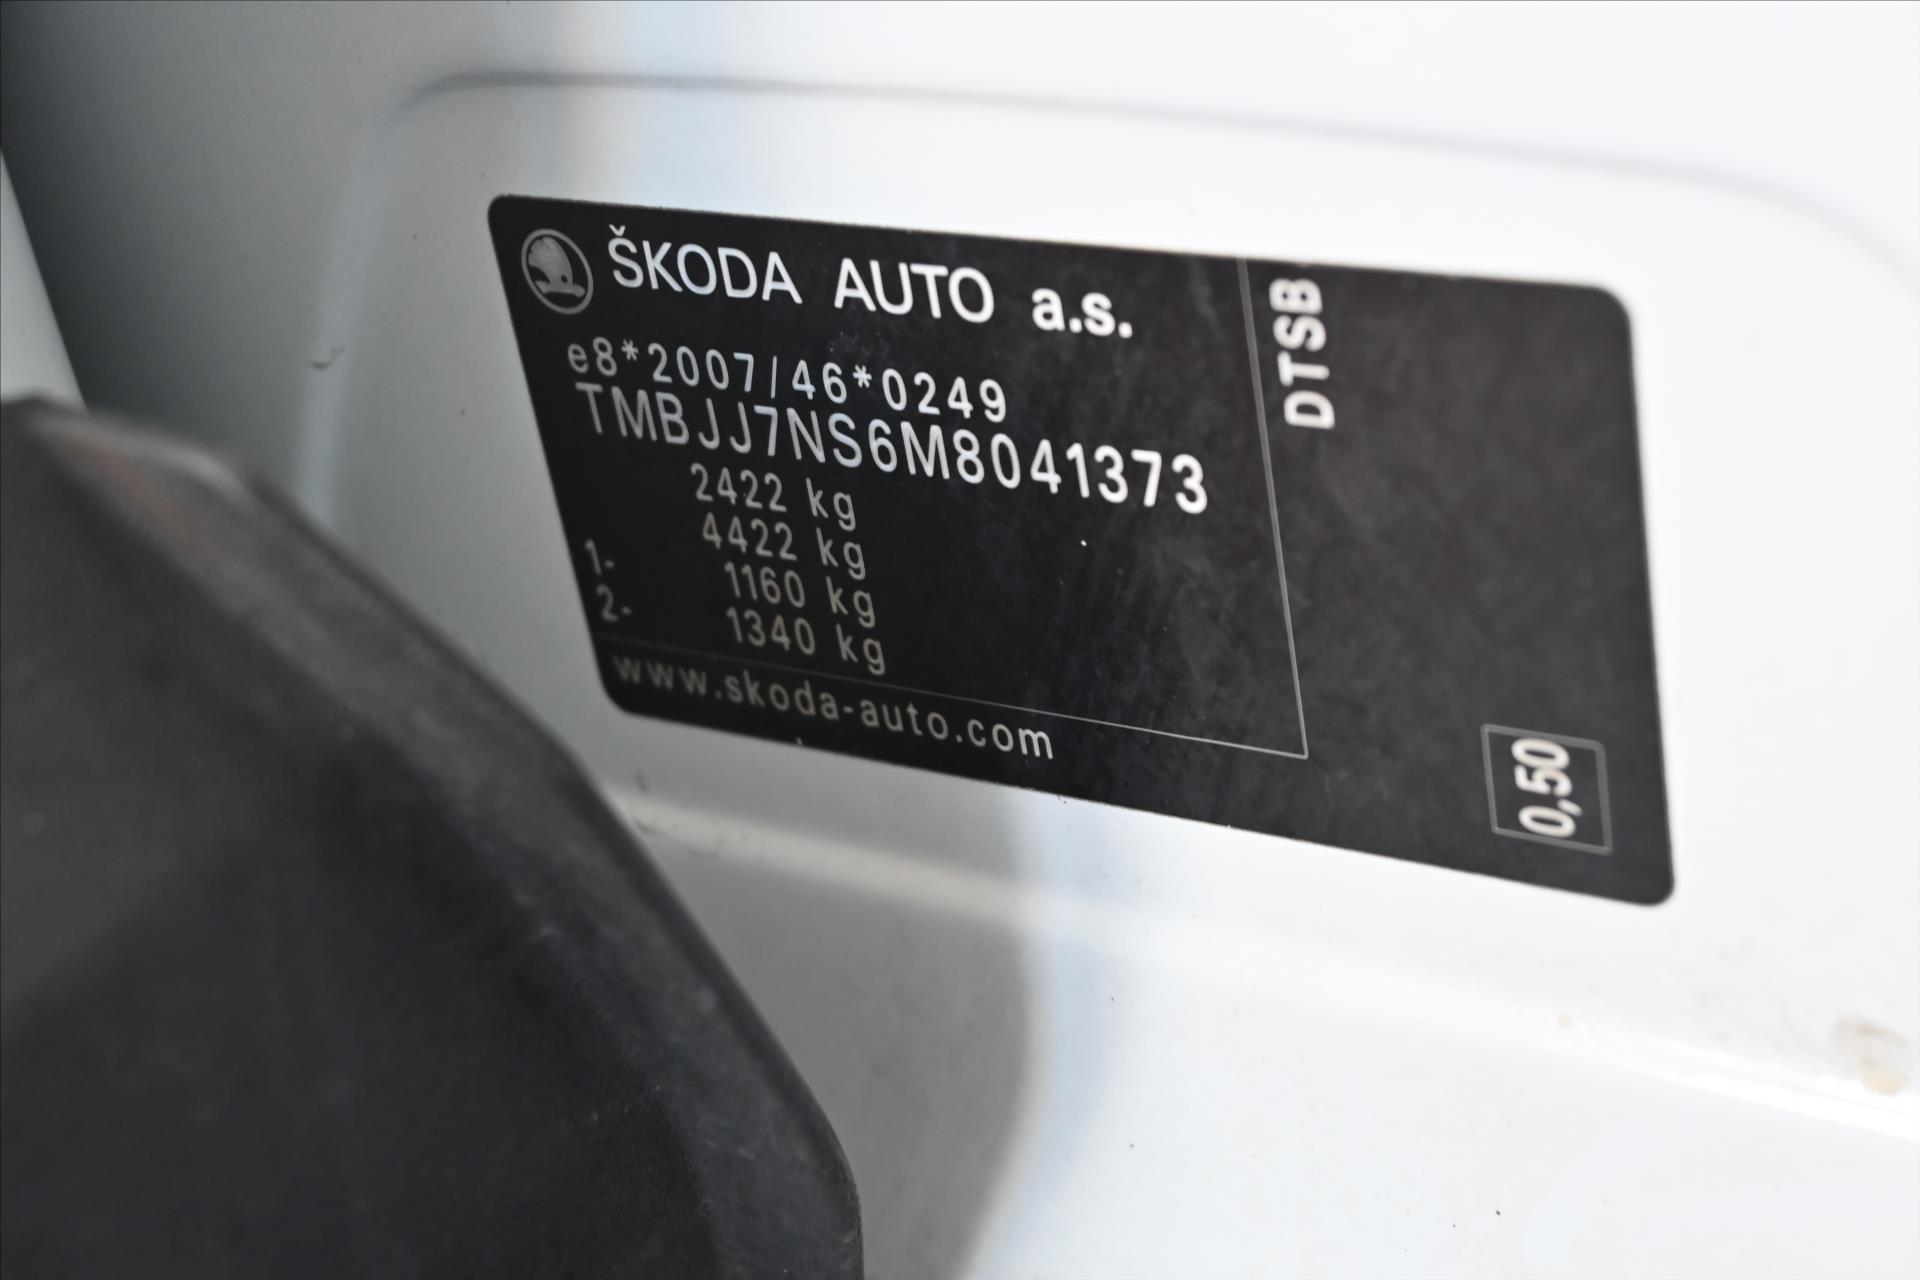 ŠKODA AUTO a.s.
e8*2007/46*0249
TMBJJ7NS6M8041373
2422 kg
4422 kg
1- 1160 kg
2- 1340 kg
www.skoda-auto.com
DTSB
0,50